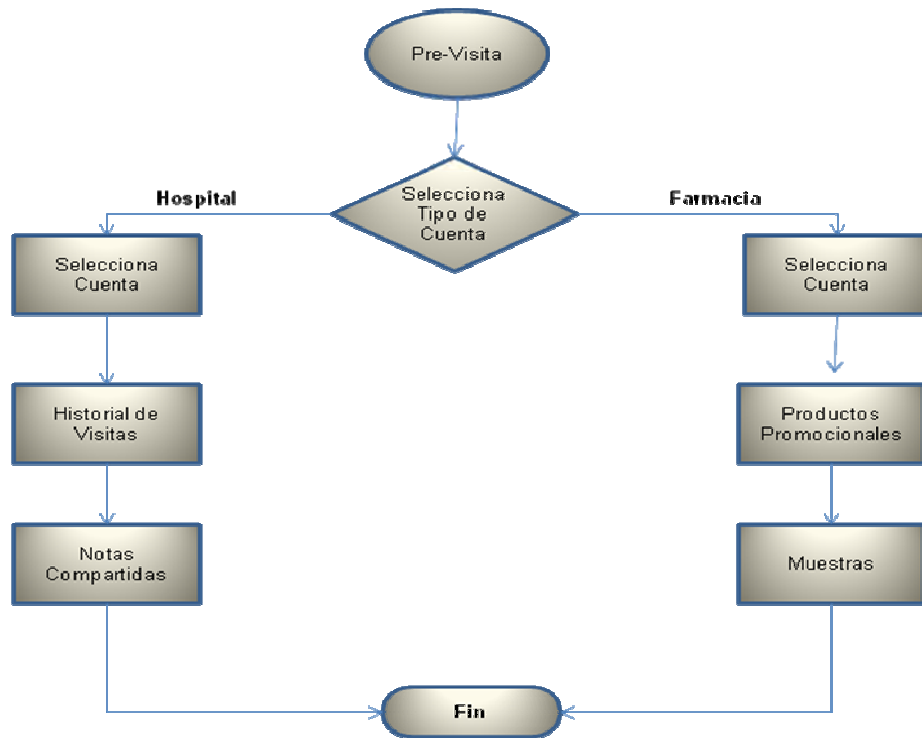 Pre-Visita
Selecciona
Tipo de
Cuenta
Hospital
Farmacia
Selecciona
Cuenta
Selecciona
Cuenta
Historial de
Visitas
Productos
Promocionales
Notas
Compartidas
Muestras
Fin